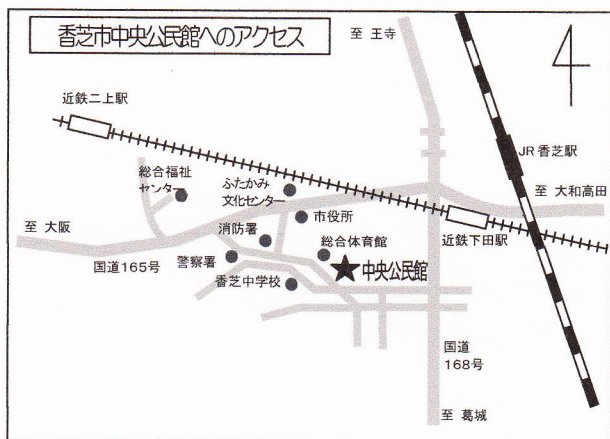 香芝市中央公民館へのアクセス
至 王寺
近鉄二上駅
JR香芝駅
総合福祉
センター
ふたかみ
文化センター
至 大和高田
市役所
至 大阪
消防署
近鉄下田駅
総合体育館
国道165号
警察署
中央公民館
香芝中学校
国道
168号
至 葛城